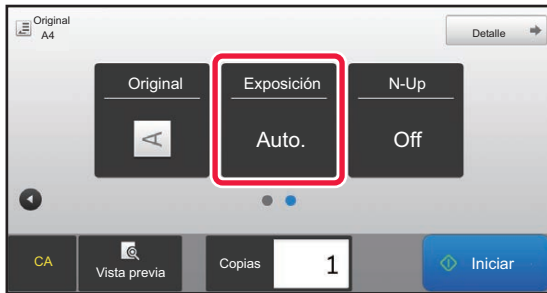 Original
A4
Detalle
Original
Exposición
N-Up
A
Auto.
Off
CA
Vista previa
Copias
1
Iniciar